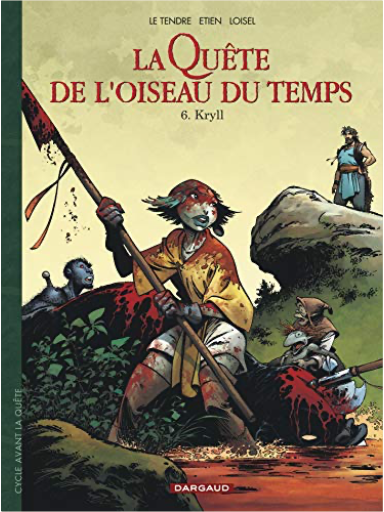 LE TENDRE ETIEN LOISEL
LA QUÊTE
DE L'OISEAU DU TEMPS
6. Kryll
CYCLE AVANT LA QUÊTE
DARGAUD